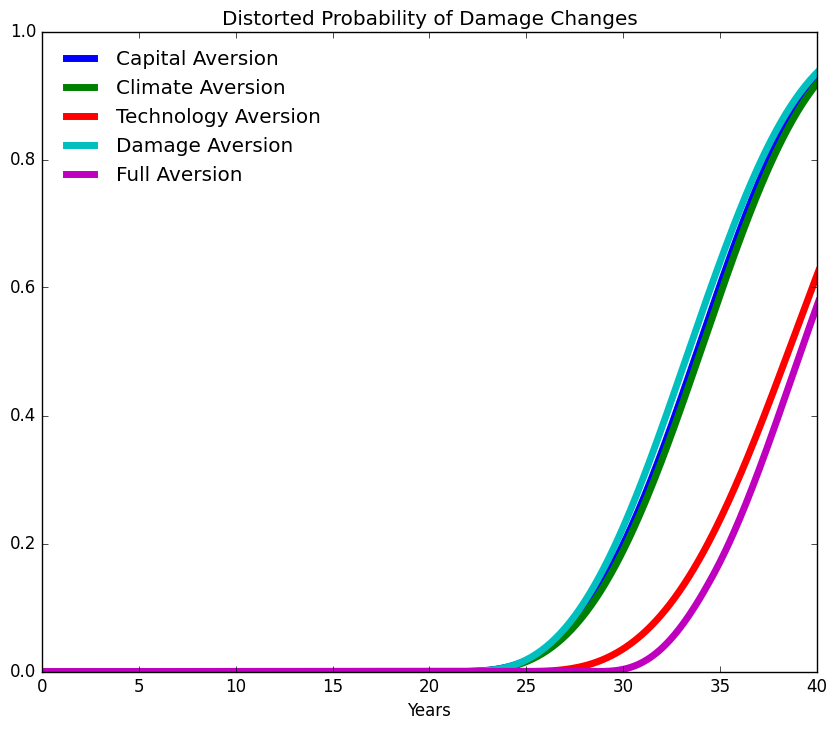 Distorted Probability of Damage Changes
1.0
Capital Aversion
Climate Aversion
Technology Aversion
Damage Aversion
Full Aversion
0.8
0.6
0.4
0.2
0.0
0 5 10 15 20 25 30 35 40
Years